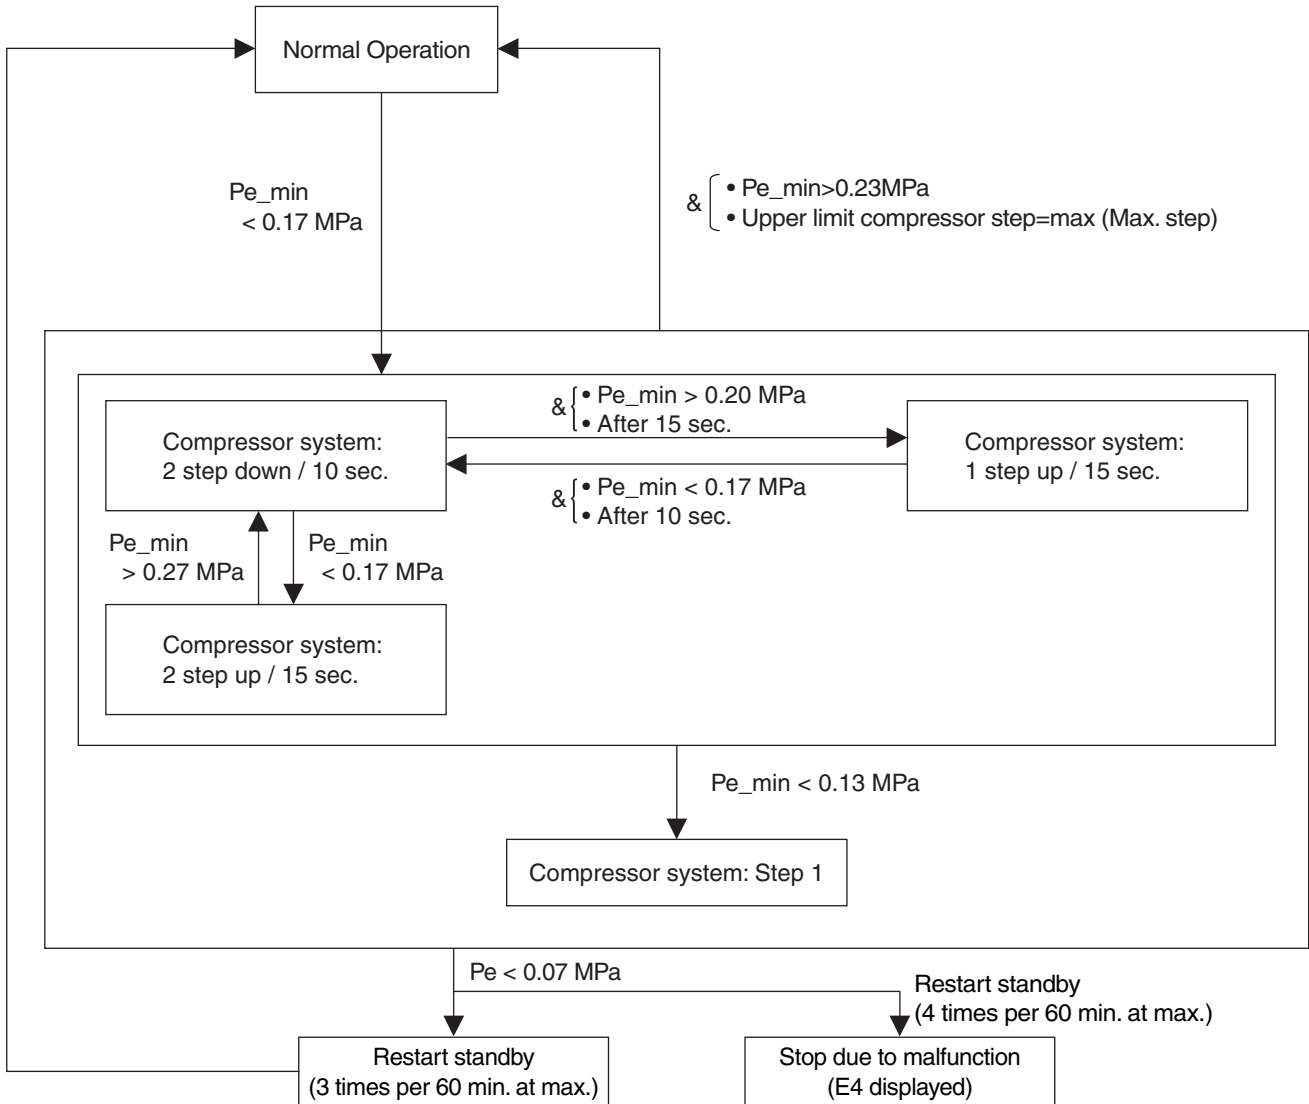 Normal Operation
Pe_min
< 0.17 MPa
&
• Pe_min>0.23MPa
• Upper limit compressor step=max (Max. step)
Compressor system:
2 step down / 10 sec.
&
• Pe_min > 0.20 MPa
• After 15 sec.
&
• Pe_min < 0.17 MPa
• After 10 sec.
Compressor system:
1 step up / 15 sec.
Pe_min
> 0.27 MPa
Pe_min
< 0.17 MPa
Compressor system:
2 step up / 15 sec.
Pe_min < 0.13 MPa
Compressor system: Step 1
Pe < 0.07 MPa
Restart standby
(4 times per 60 min. at max.)
Restart standby
(3 times per 60 min. at max.)
Stop due to malfunction
(E4 displayed)